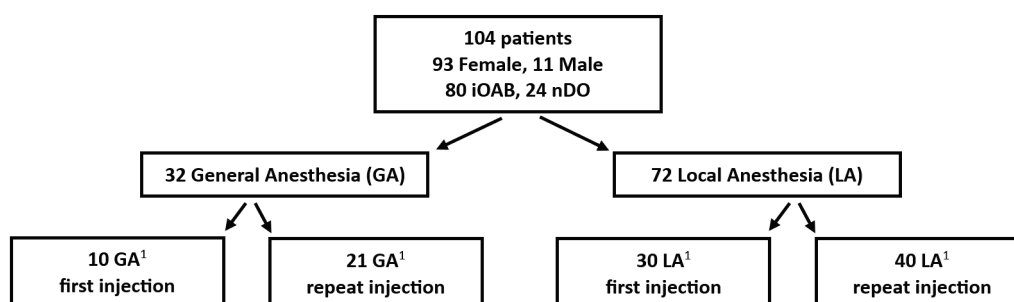 104 patients
93 Female, 11 Male
80 iOAB, 24 nDO
32 General Anesthesia (GA)
72 Local Anesthesia (LA)
10 GA¹
first injection
21 GA¹
repeat injection
30 LA¹
first injection
40 LA¹
repeat injection